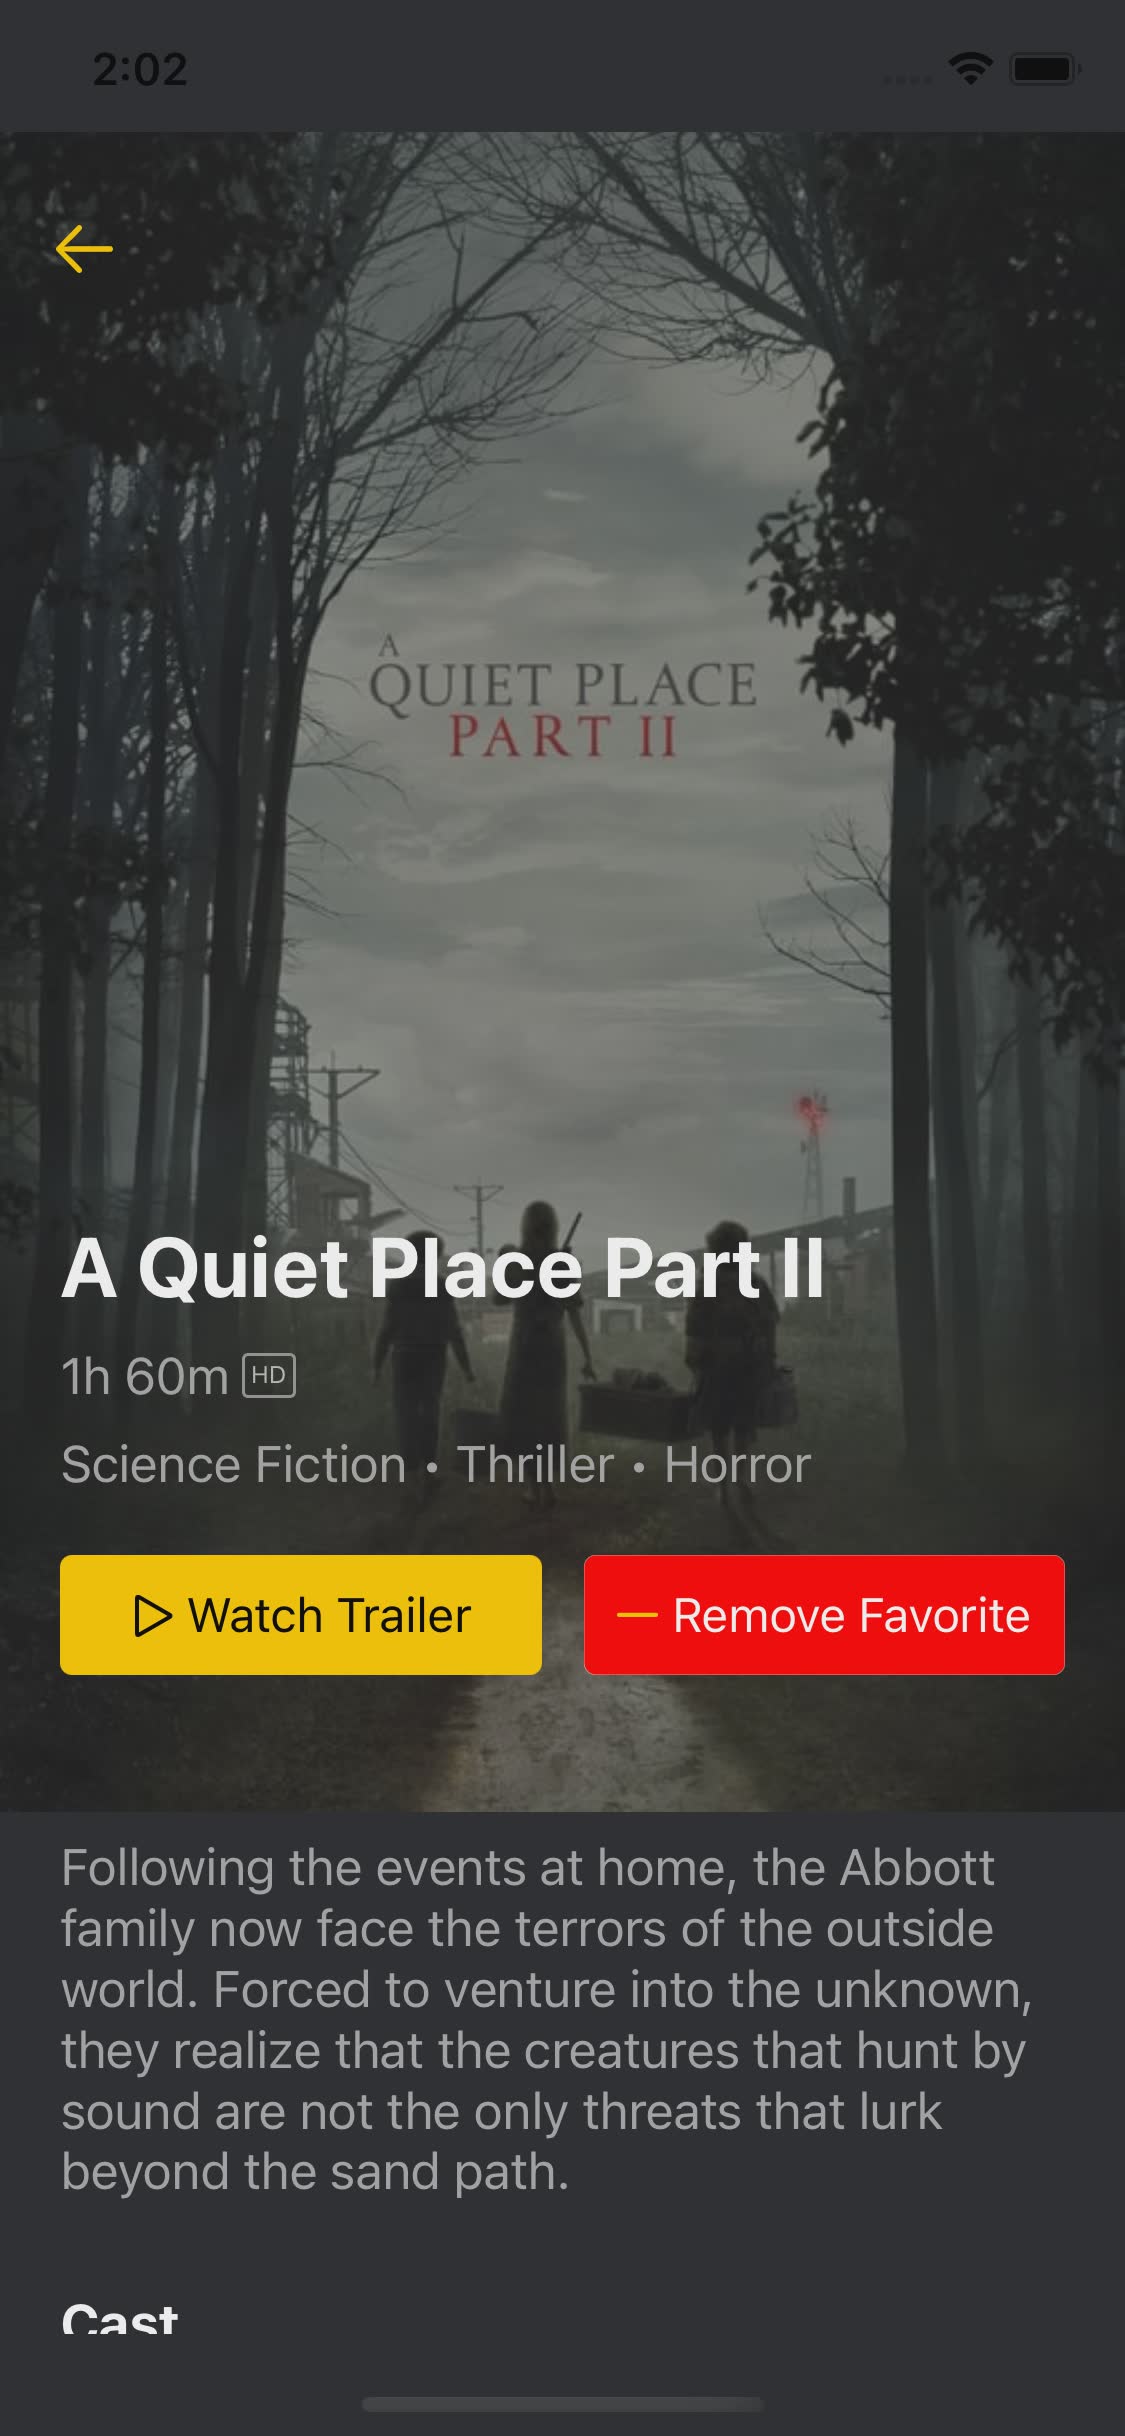 2:02
A
QUIET PLACE
PART II
A Quiet Place Part II
1h 60m HD
Science Fiction • Thriller • Horror
Watch Trailer
Remove Favorite
Following the events at home, the Abbott
family now face the terrors of the outside
world. Forced to venture into the unknown,
they realize that the creatures that hunt by
sound are not the only threats that lurk
beyond the sand path.
Cast